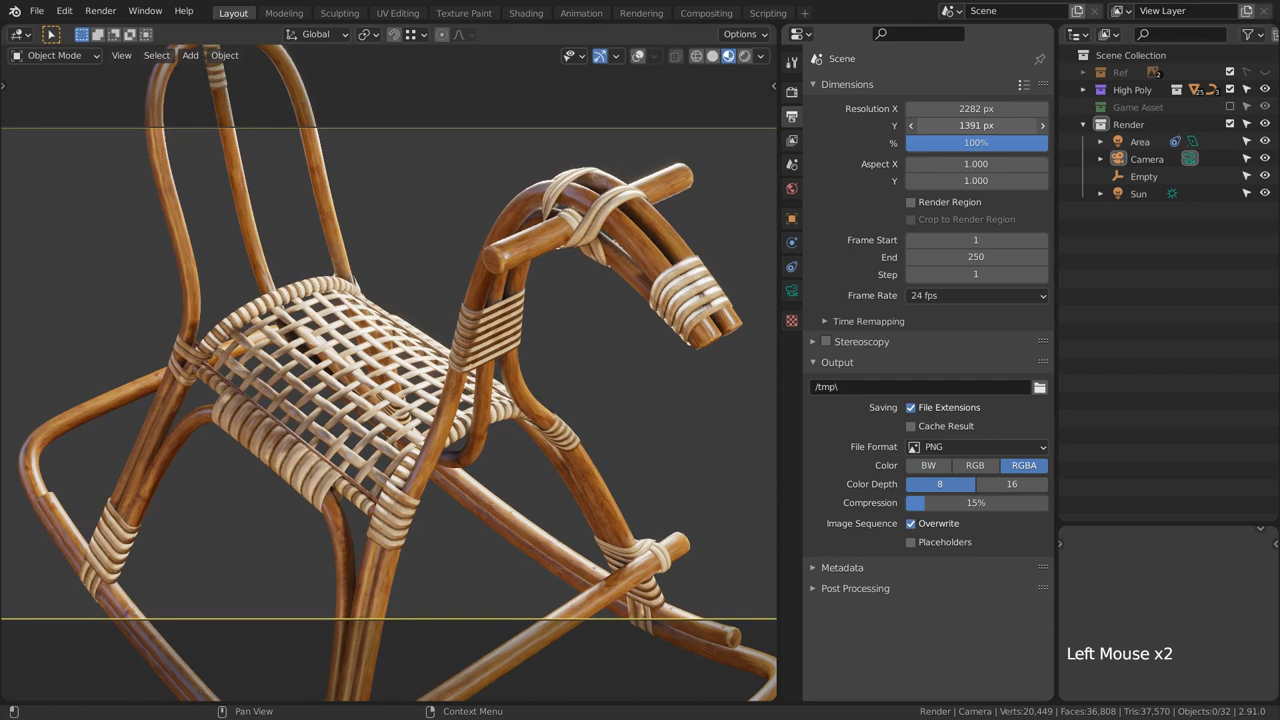 File Edit Render Window Help Layout Modeling Sculpting UV Editing Texture Paint Shading Animation Rendering Compositing Scripting + Scene View Layer
Global Options
Object Mode View Select Add Object
Scene
Dimensions
Resolution X 2282 px
Y 1391 px
% 100%
Aspect X 1.000
Y 1.000
Render Region
Crop to Render Region
Frame Start 1
End 250
Step 1
Frame Rate 24 fps
Time Remapping
Stereoscopy
Output
/tmp\
Saving File Extensions
Cache Result
File Format PNG
Color BW RGB RGBA
Color Depth 8 16
Compression 15%
Image Sequence Overwrite
Placeholders
Metadata
Post Processing
Scene Collection
Ref 2
High Poly 25 3
Game Asset
Render
Area
Camera
Empty
Sun
Left Mouse x2
Pan View Context Menu Render | Camera | Verts:20,449 | Faces:36,808 | Tris:37,570 | Objects:0/32 | 2.91.0